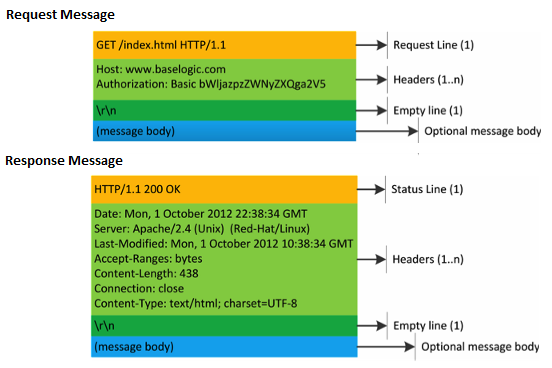 Request Message
GET /index.html HTTP/1.1
Request Line (1)
Host: www.baselogic.com
Authorization: Basic bWljazpzZWNyZXQga2V5
Headers (1..n)
\r\n
Empty line (1)
(message body)
Optional message body
Response Message
HTTP/1.1 200 OK
Status Line (1)
Date: Mon, 1 October 2012 22:38:34 GMT
Server: Apache/2.4 (Unix) (Red-Hat/Linux)
Last-Modified: Mon, 1 October 2012 10:38:34 GMT
Accept-Ranges: bytes
Content-Length: 438
Connection: close
Content-Type: text/html; charset=UTF-8
Headers (1..n)
\r\n
Empty line (1)
(message body)
Optional message body